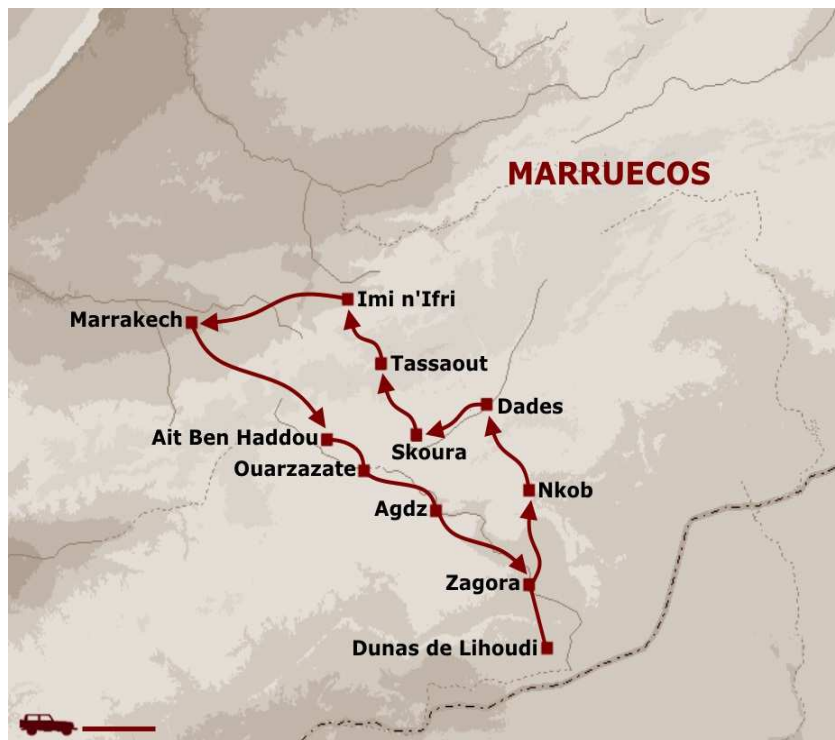 MARRUECOS
Imi n'Ifri
Marrakech
Tassaout
Dades
Ait Ben Haddou
Skoura
Ouarzazate
Nkob
Agdz
Zagora
Dunas de Lihoudi